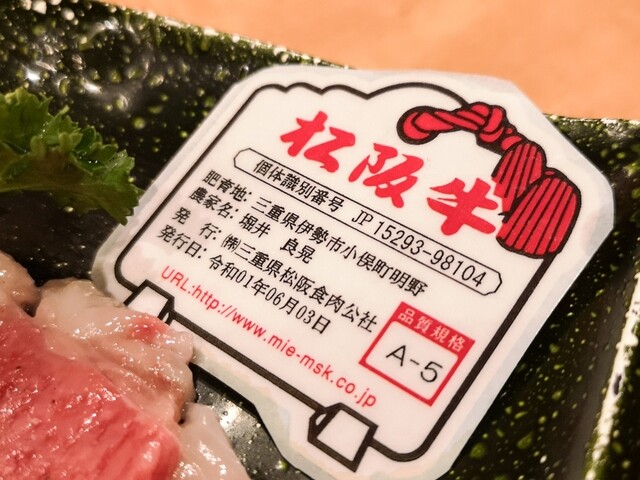 松阪牛
個体識別番号 JP 15293-98104
肥育地: 三重県伊勢市小俣町明野
農家名: 堀井 良晃
発 行: ㈱三重県松阪食肉公社
発行日: 令和01年06月03日
URL:http://www.mie-msk.co.jp
品質規格
A-5